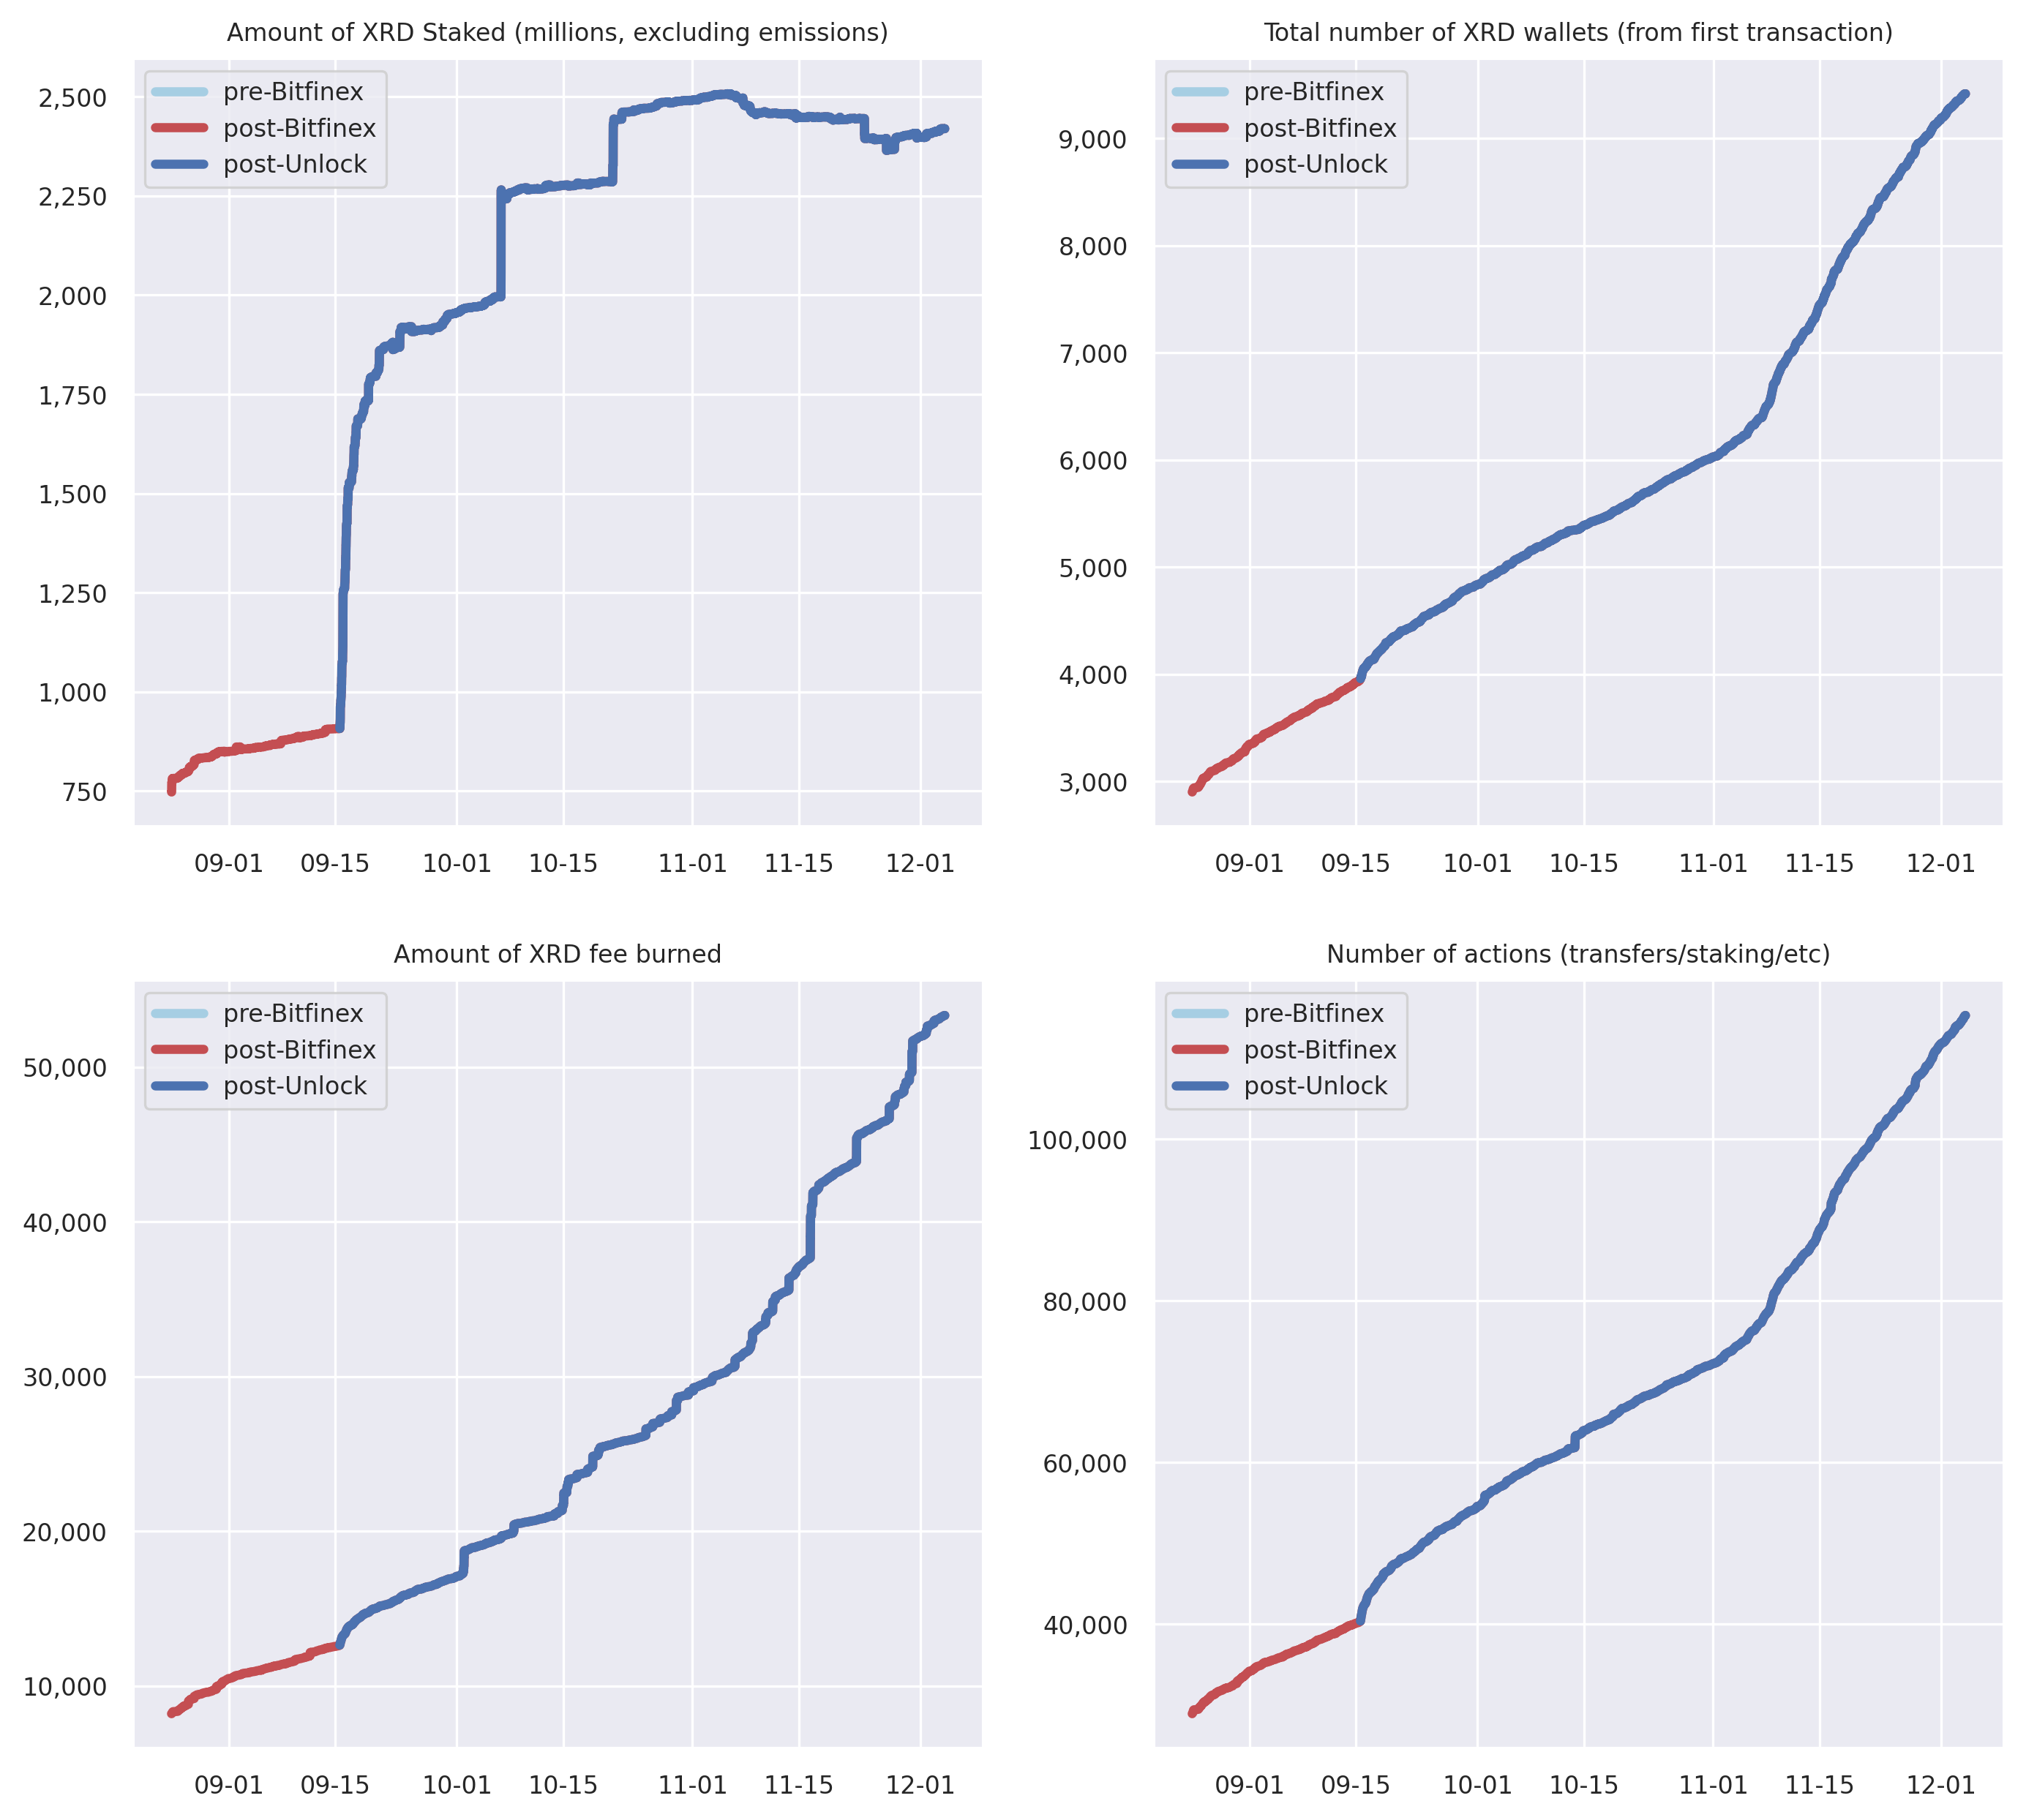 Amount of XRD Staked (millions, excluding emissions)
pre-Bitfinex
post-Bitfinex
post-Unlock
2,500
2,250
2,000
1,750
1,500
1,250
1,000
750
09-01 09-15 10-01 10-15 11-01 11-15 12-01
Total number of XRD wallets (from first transaction)
pre-Bitfinex
post-Bitfinex
post-Unlock
9,000
8,000
7,000
6,000
5,000
4,000
3,000
09-01 09-15 10-01 10-15 11-01 11-15 12-01
Amount of XRD fee burned
pre-Bitfinex
post-Bitfinex
post-Unlock
50,000
40,000
30,000
20,000
10,000
09-01 09-15 10-01 10-15 11-01 11-15 12-01
Number of actions (transfers/staking/etc)
pre-Bitfinex
post-Bitfinex
post-Unlock
100,000
80,000
60,000
40,000
09-01 09-15 10-01 10-15 11-01 11-15 12-01